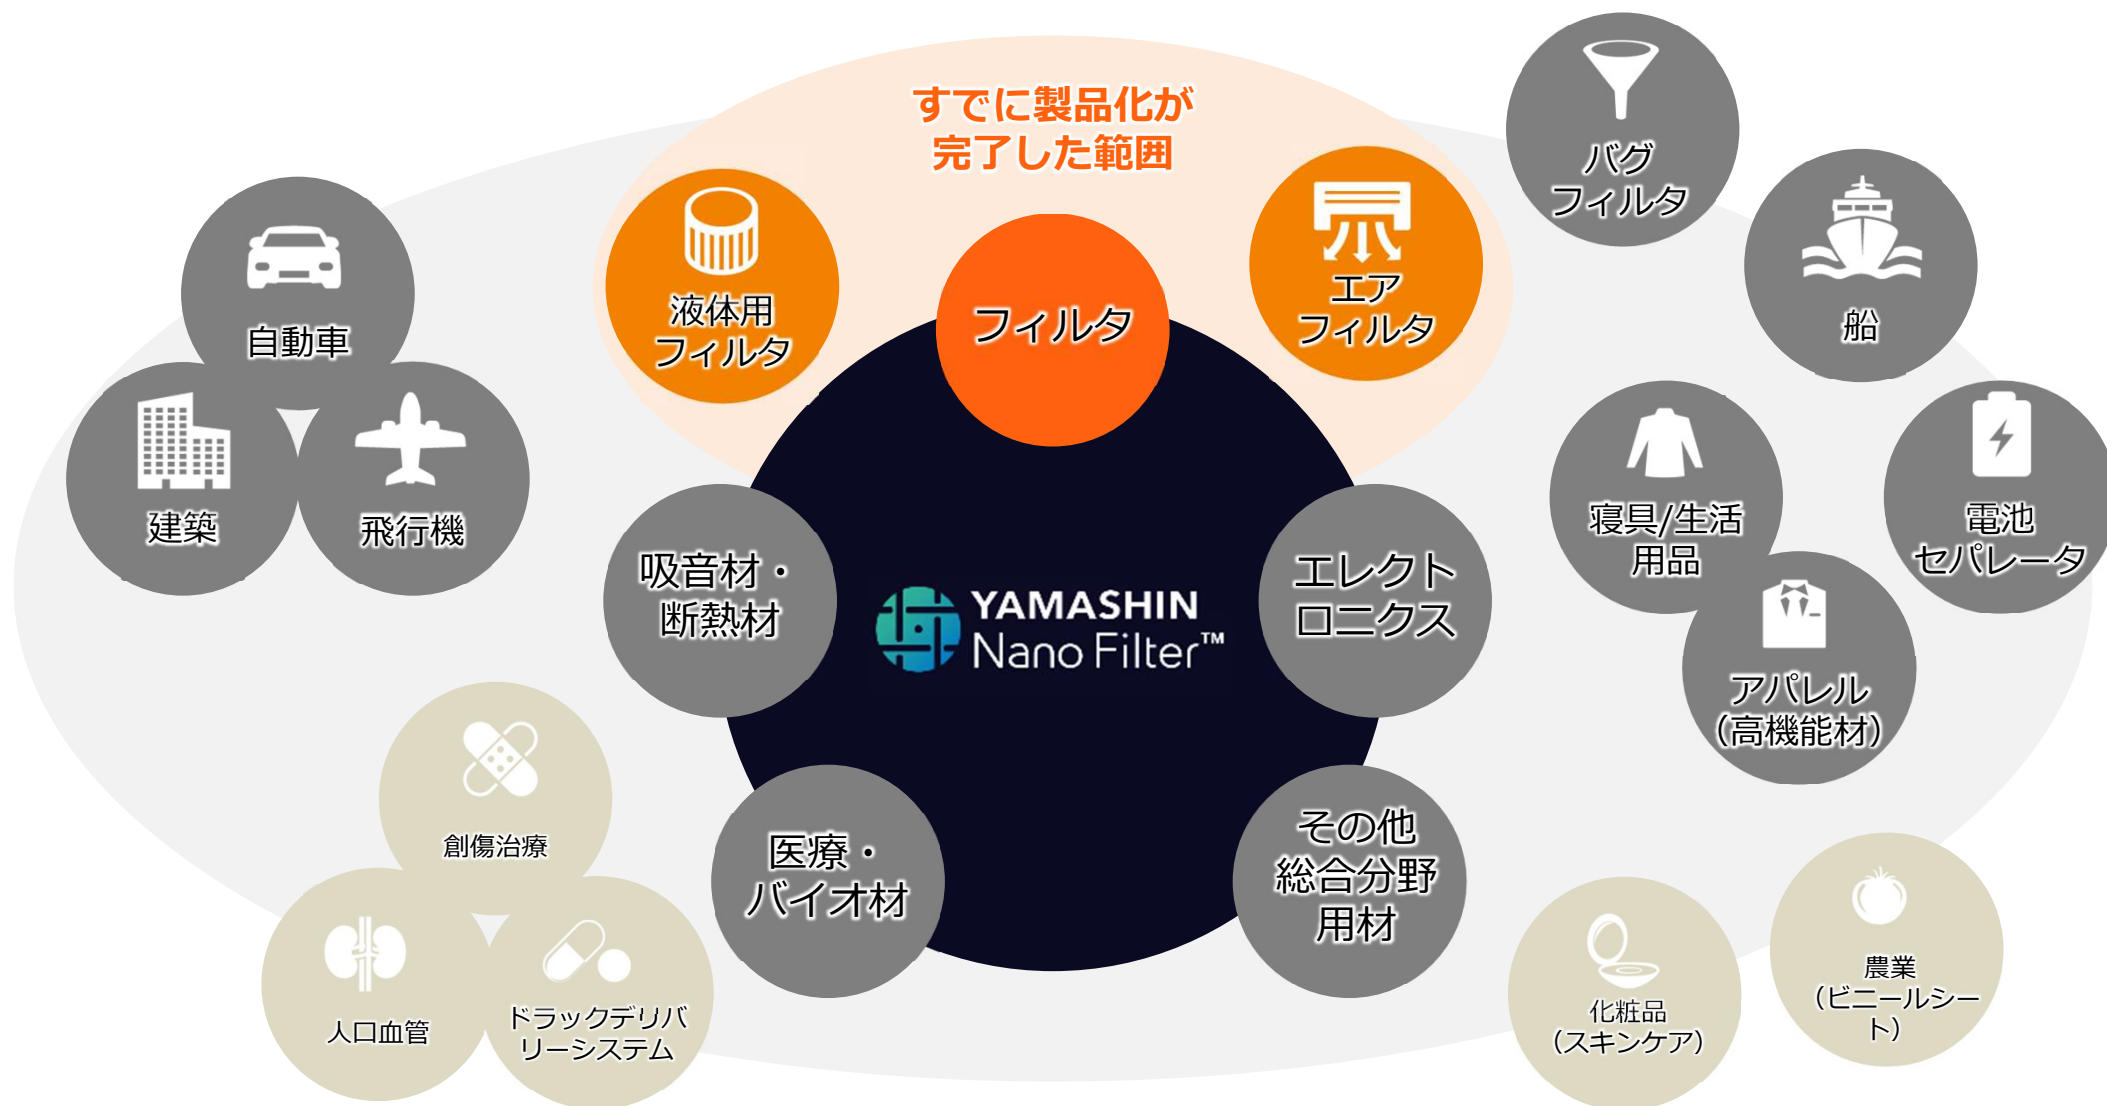 すでに製品化が
完了した範囲
液体用
フィルタ
フィルタ
エア
フィルタ
バグ
フィルタ
船
自動車
建築
飛行機
寝具/生活
用品
電池
セパレータ
アパレル
（高機能材）
吸音材・
断熱材
YAMASHIN
Nano Filter™
エレクト
ロニクス
医療・
バイオ材
その他
総合分野
用材
創傷治療
人口血管
ドラックデリバ
リーシステム
化粧品
（スキンケア）
農業
（ビニールシー
ト）